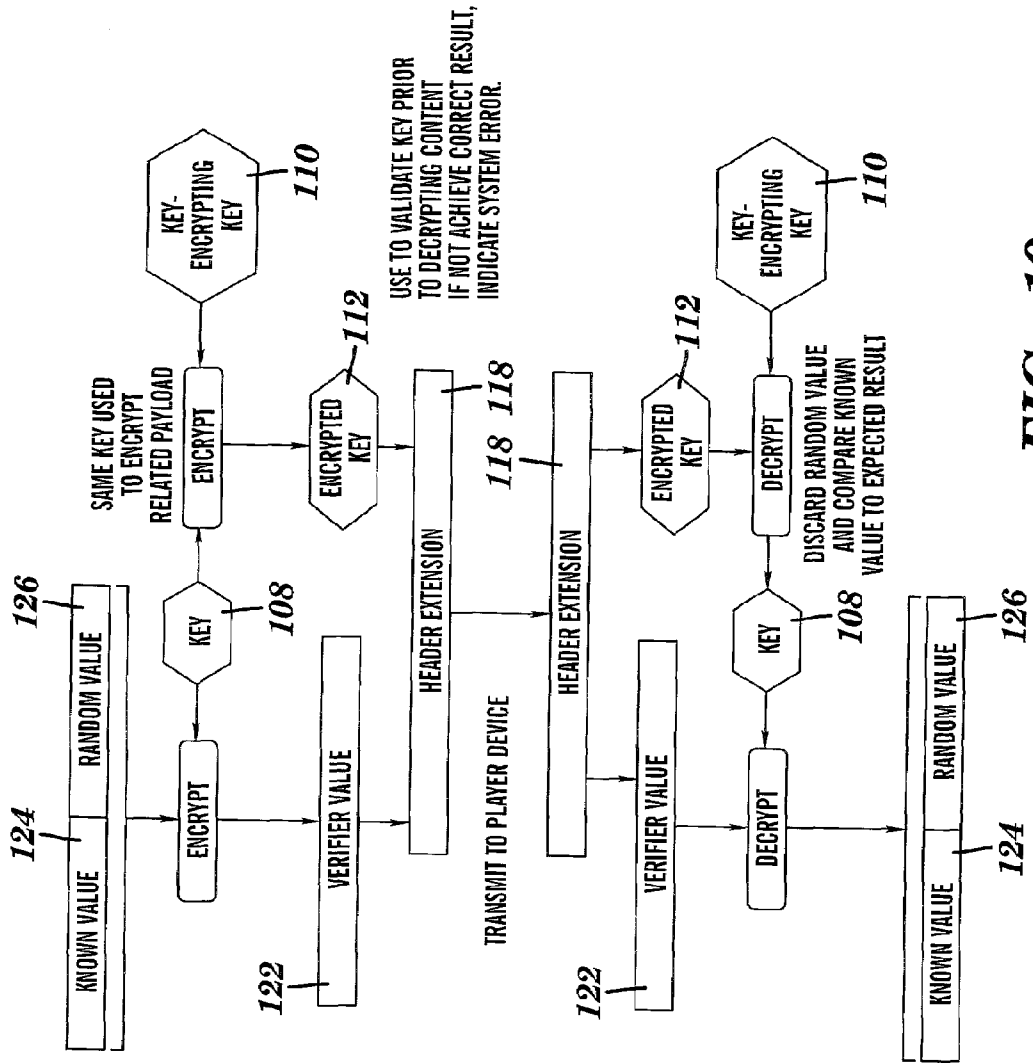 124
126
KNOWN VALUE
RANDOM VALUE
SAME KEY USED
TO ENCRYPT
RELATED PAYLOAD
ENCRYPT
KEY
108
ENCRYPT
KEY-
ENCRYPTING
KEY
110
122
VERIFIER VALUE
ENCRYPTED
KEY
112
USE TO VALIDATE KEY PRIOR
TO DECRYPTING CONTENT
IF NOT ACHIEVE CORRECT RESULT,
INDICATE SYSTEM ERROR.
HEADER EXTENSION
118
TRANSMIT TO PLAYER DEVICE
118
HEADER EXTENSION
122
VERIFIER VALUE
ENCRYPTED
KEY
112
DECRYPT
KEY
108
DECRYPT
KEY-
ENCRYPTING
KEY
110
DISCARD RANDOM VALUE
AND COMPARE KNOWN
VALUE TO EXPECTED RESULT
KNOWN VALUE
RANDOM VALUE
124
126
FIG.